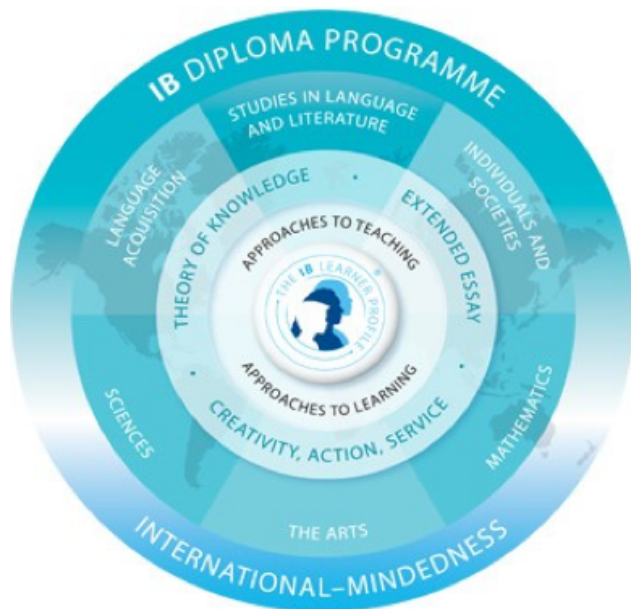 IB DIPLOMA PROGRAMME
STUDIES IN LANGUAGE
AND LITERATURE
LANGUAGE
ACQUISITION
INDIVIDUALS AND
SOCIETIES
THEORY OF KNOWLEDGE
EXTENDED ESSAY
APPROACHES TO TEACHING
THE IB LEARNER PROFILE
®
APPROACHES TO LEARNING
CREATIVITY, ACTION, SERVICE
SCIENCES
MATHEMATICS
THE ARTS
INTERNATIONAL–MINDEDNESS